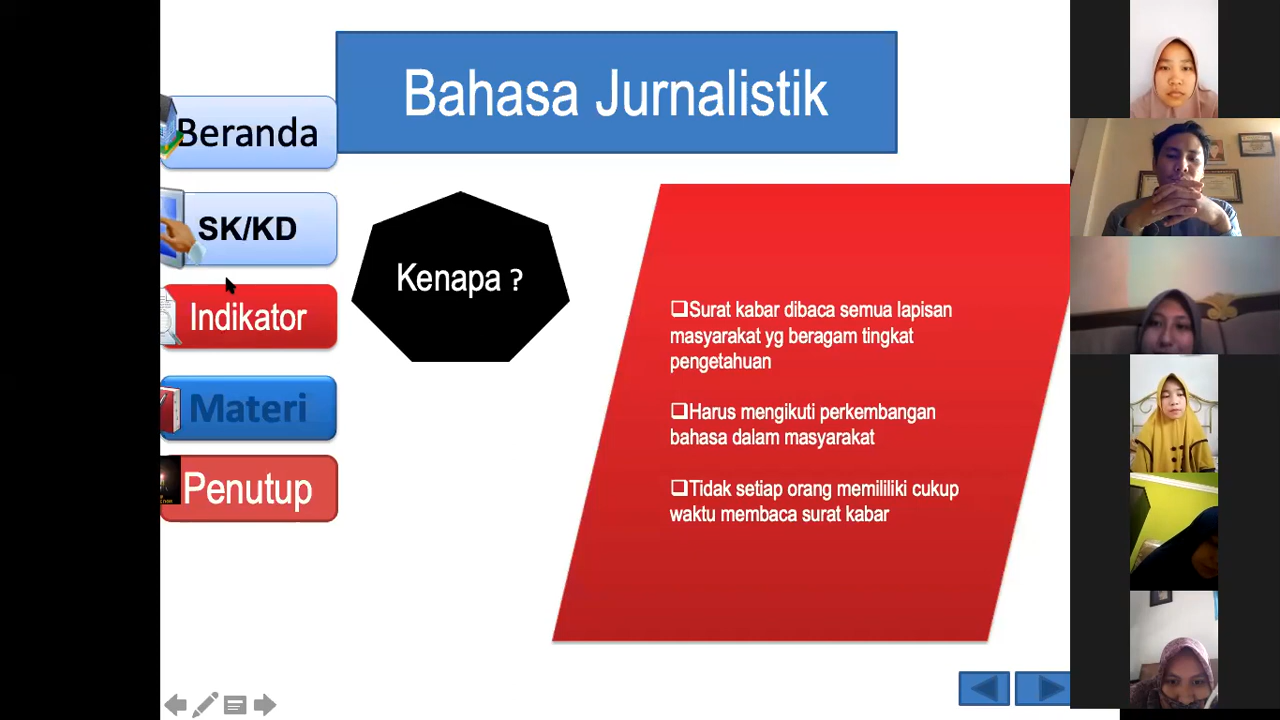 Bahasa Jurnalistik
Beranda
SK/KD
Indikator
Materi
Penutup
Kenapa ?
❑Surat kabar dibaca semua lapisan
masyarakat yg beragam tingkat
pengetahuan
❑Harus mengikuti perkembangan
bahasa dalam masyarakat
❑Tidak setiap orang memililiki cukup
waktu membaca surat kabar